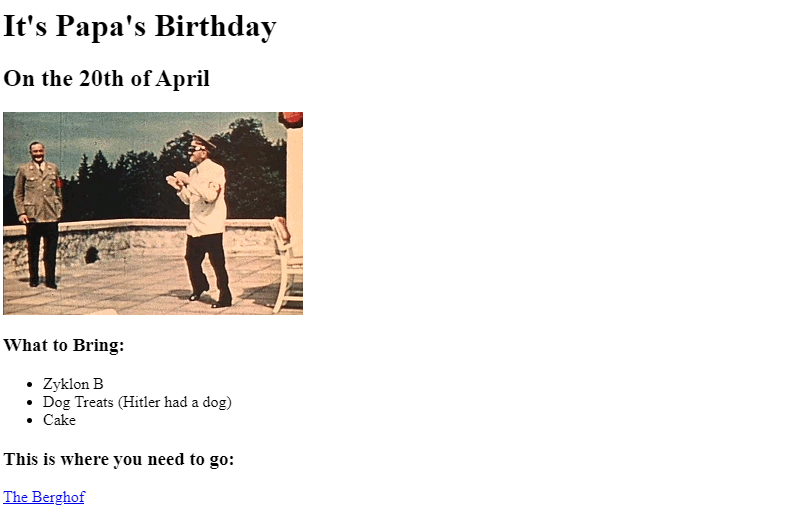 It's Papa's Birthday
On the 20th of April
What to Bring:
Zyklon B
Dog Treats (Hitler had a dog)
Cake
This is where you need to go:
The Berghof